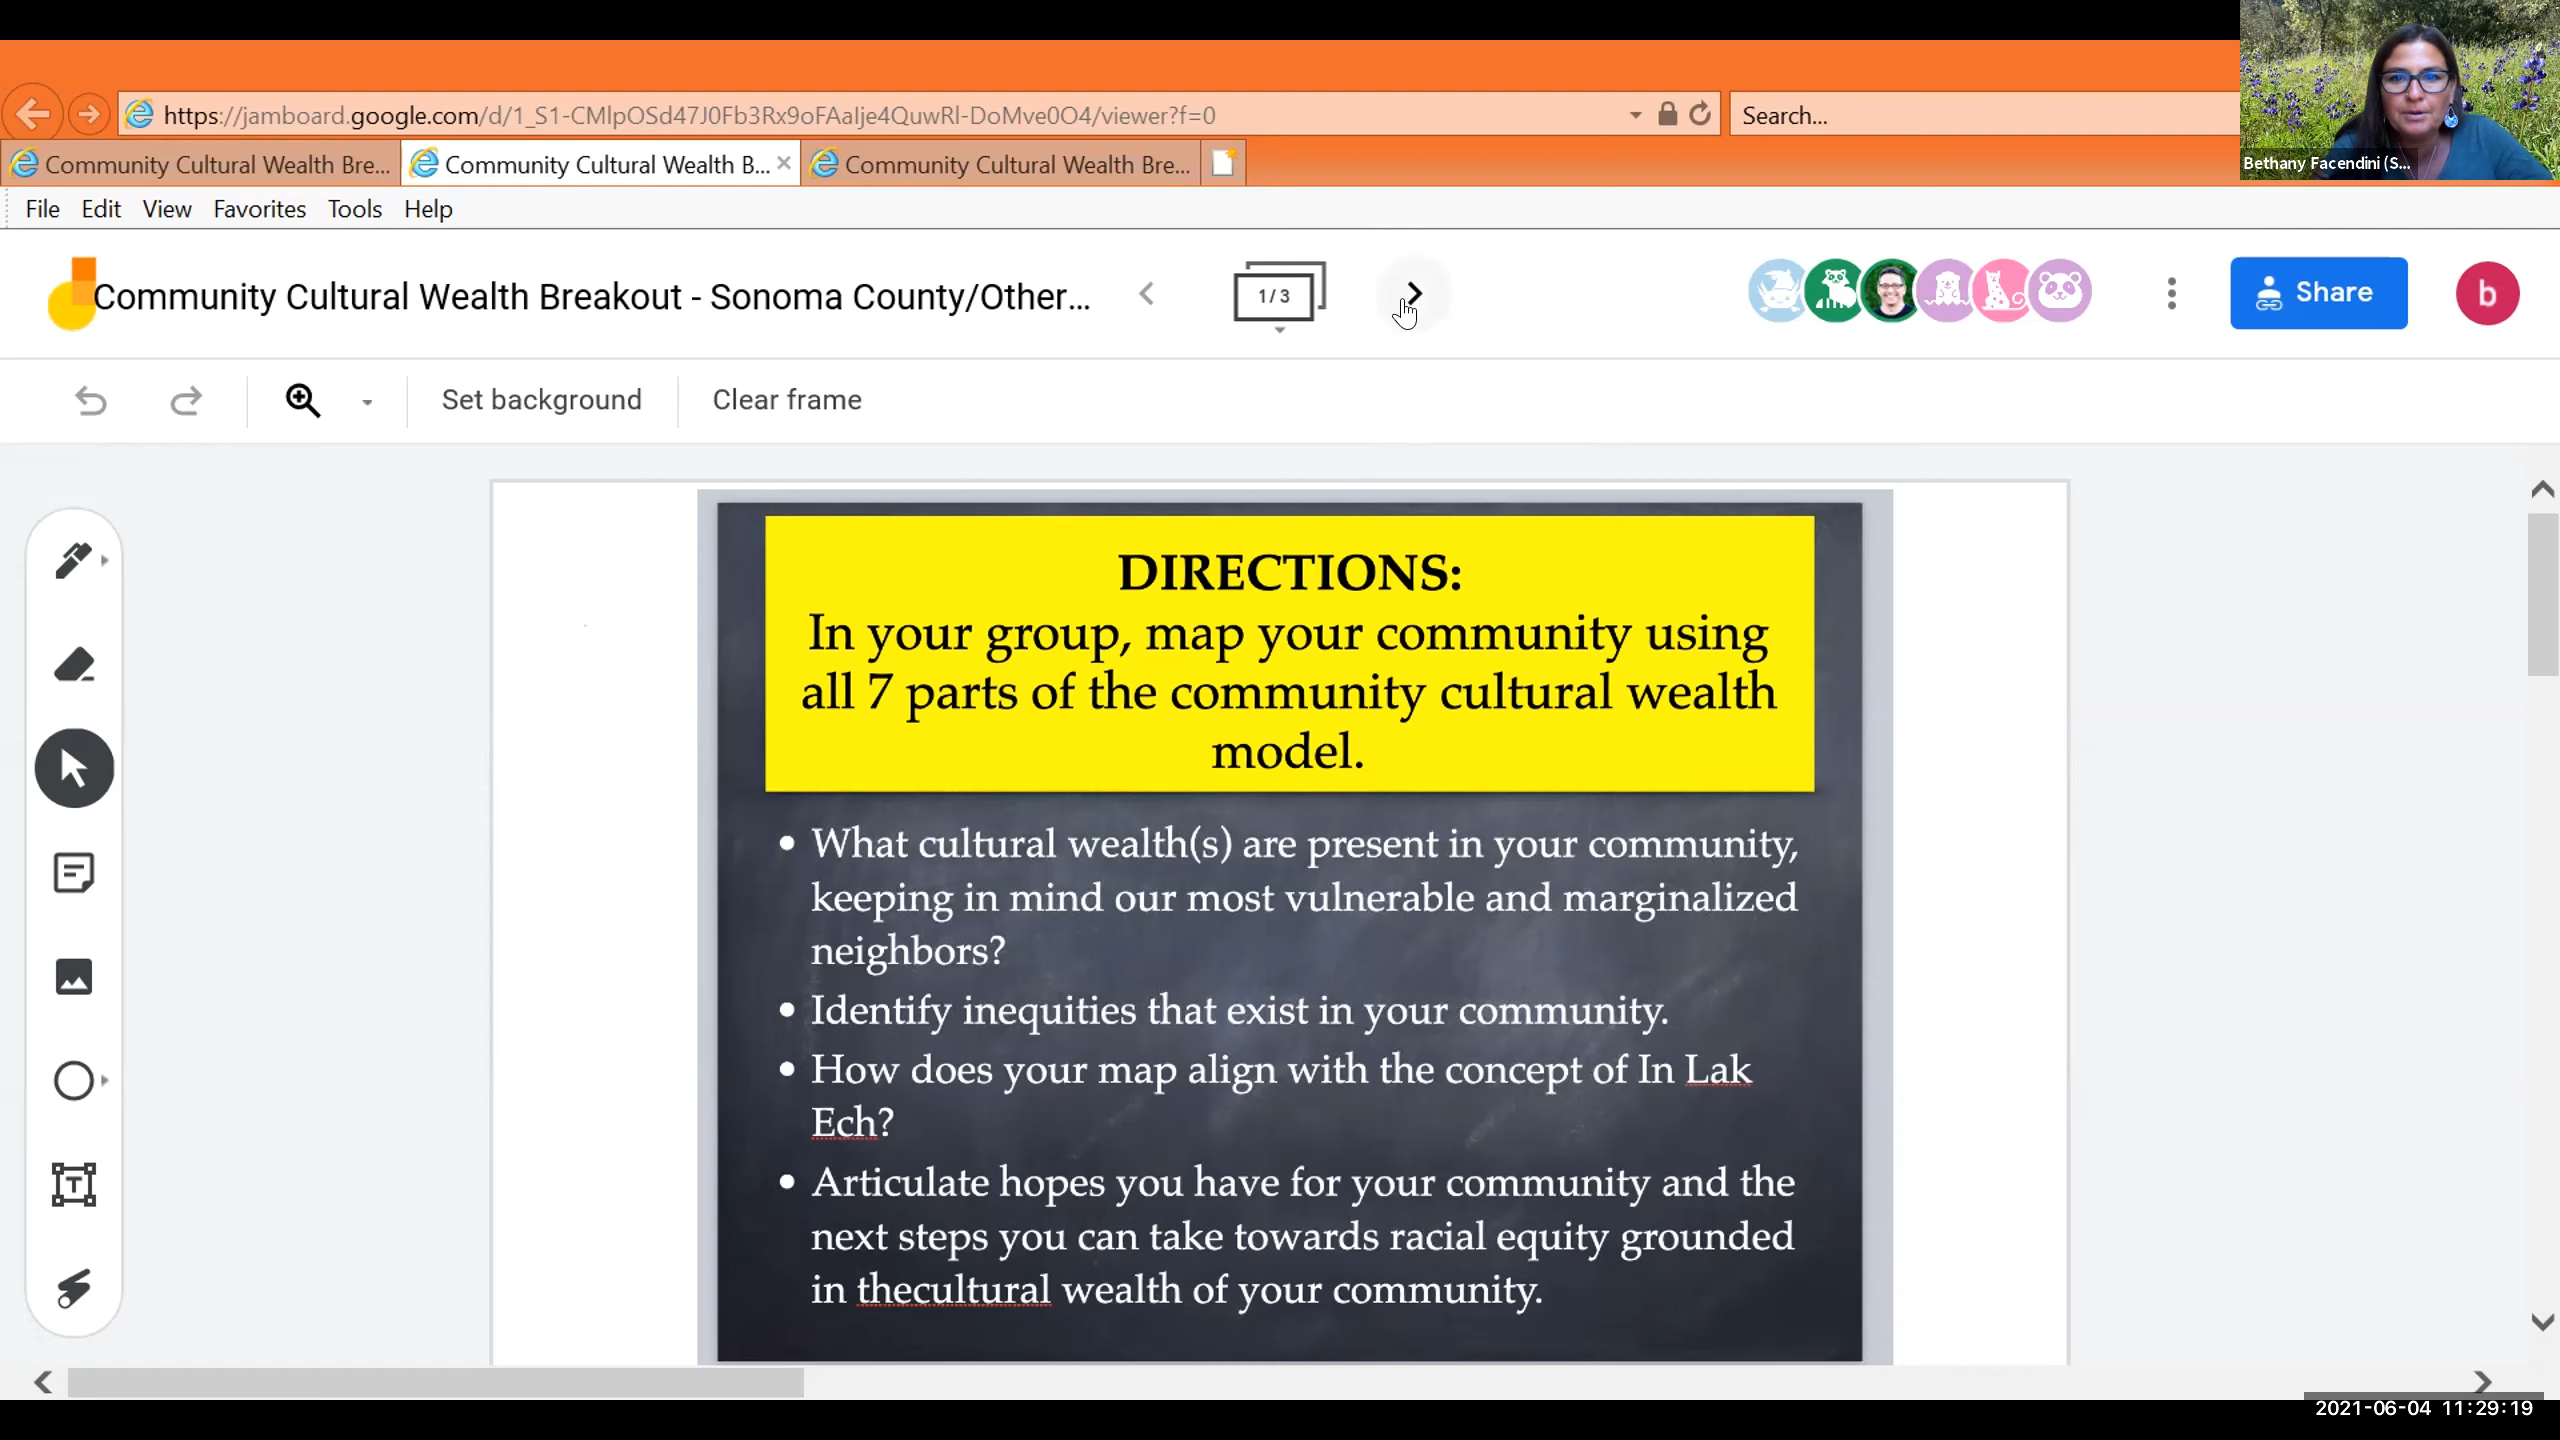 https://jamboard.google.com/d/1_S1-CMlpOSd47J0Fb3Rx9oFAalje4QuwRl-DoMve0O4/viewer?f=0
Search...
Bethany Facendini (S...
Community Cultural Wealth Bre...
Community Cultural Wealth B...
Community Cultural Wealth Bre...
File Edit View Favorites Tools Help
Community Cultural Wealth Breakout - Sonoma County/Other...
1 / 3
Share
b
Set background
Clear frame
DIRECTIONS:
In your group, map your community using
all 7 parts of the community cultural wealth
model.
• What cultural wealth(s) are present in your community,
keeping in mind our most vulnerable and marginalized
neighbors?
• Identify inequities that exist in your community.
• How does your map align with the concept of In Lak
Ech?
• Articulate hopes you have for your community and the
next steps you can take towards racial equity grounded
in thecultural wealth of your community.
2021-06-04 11:29:19